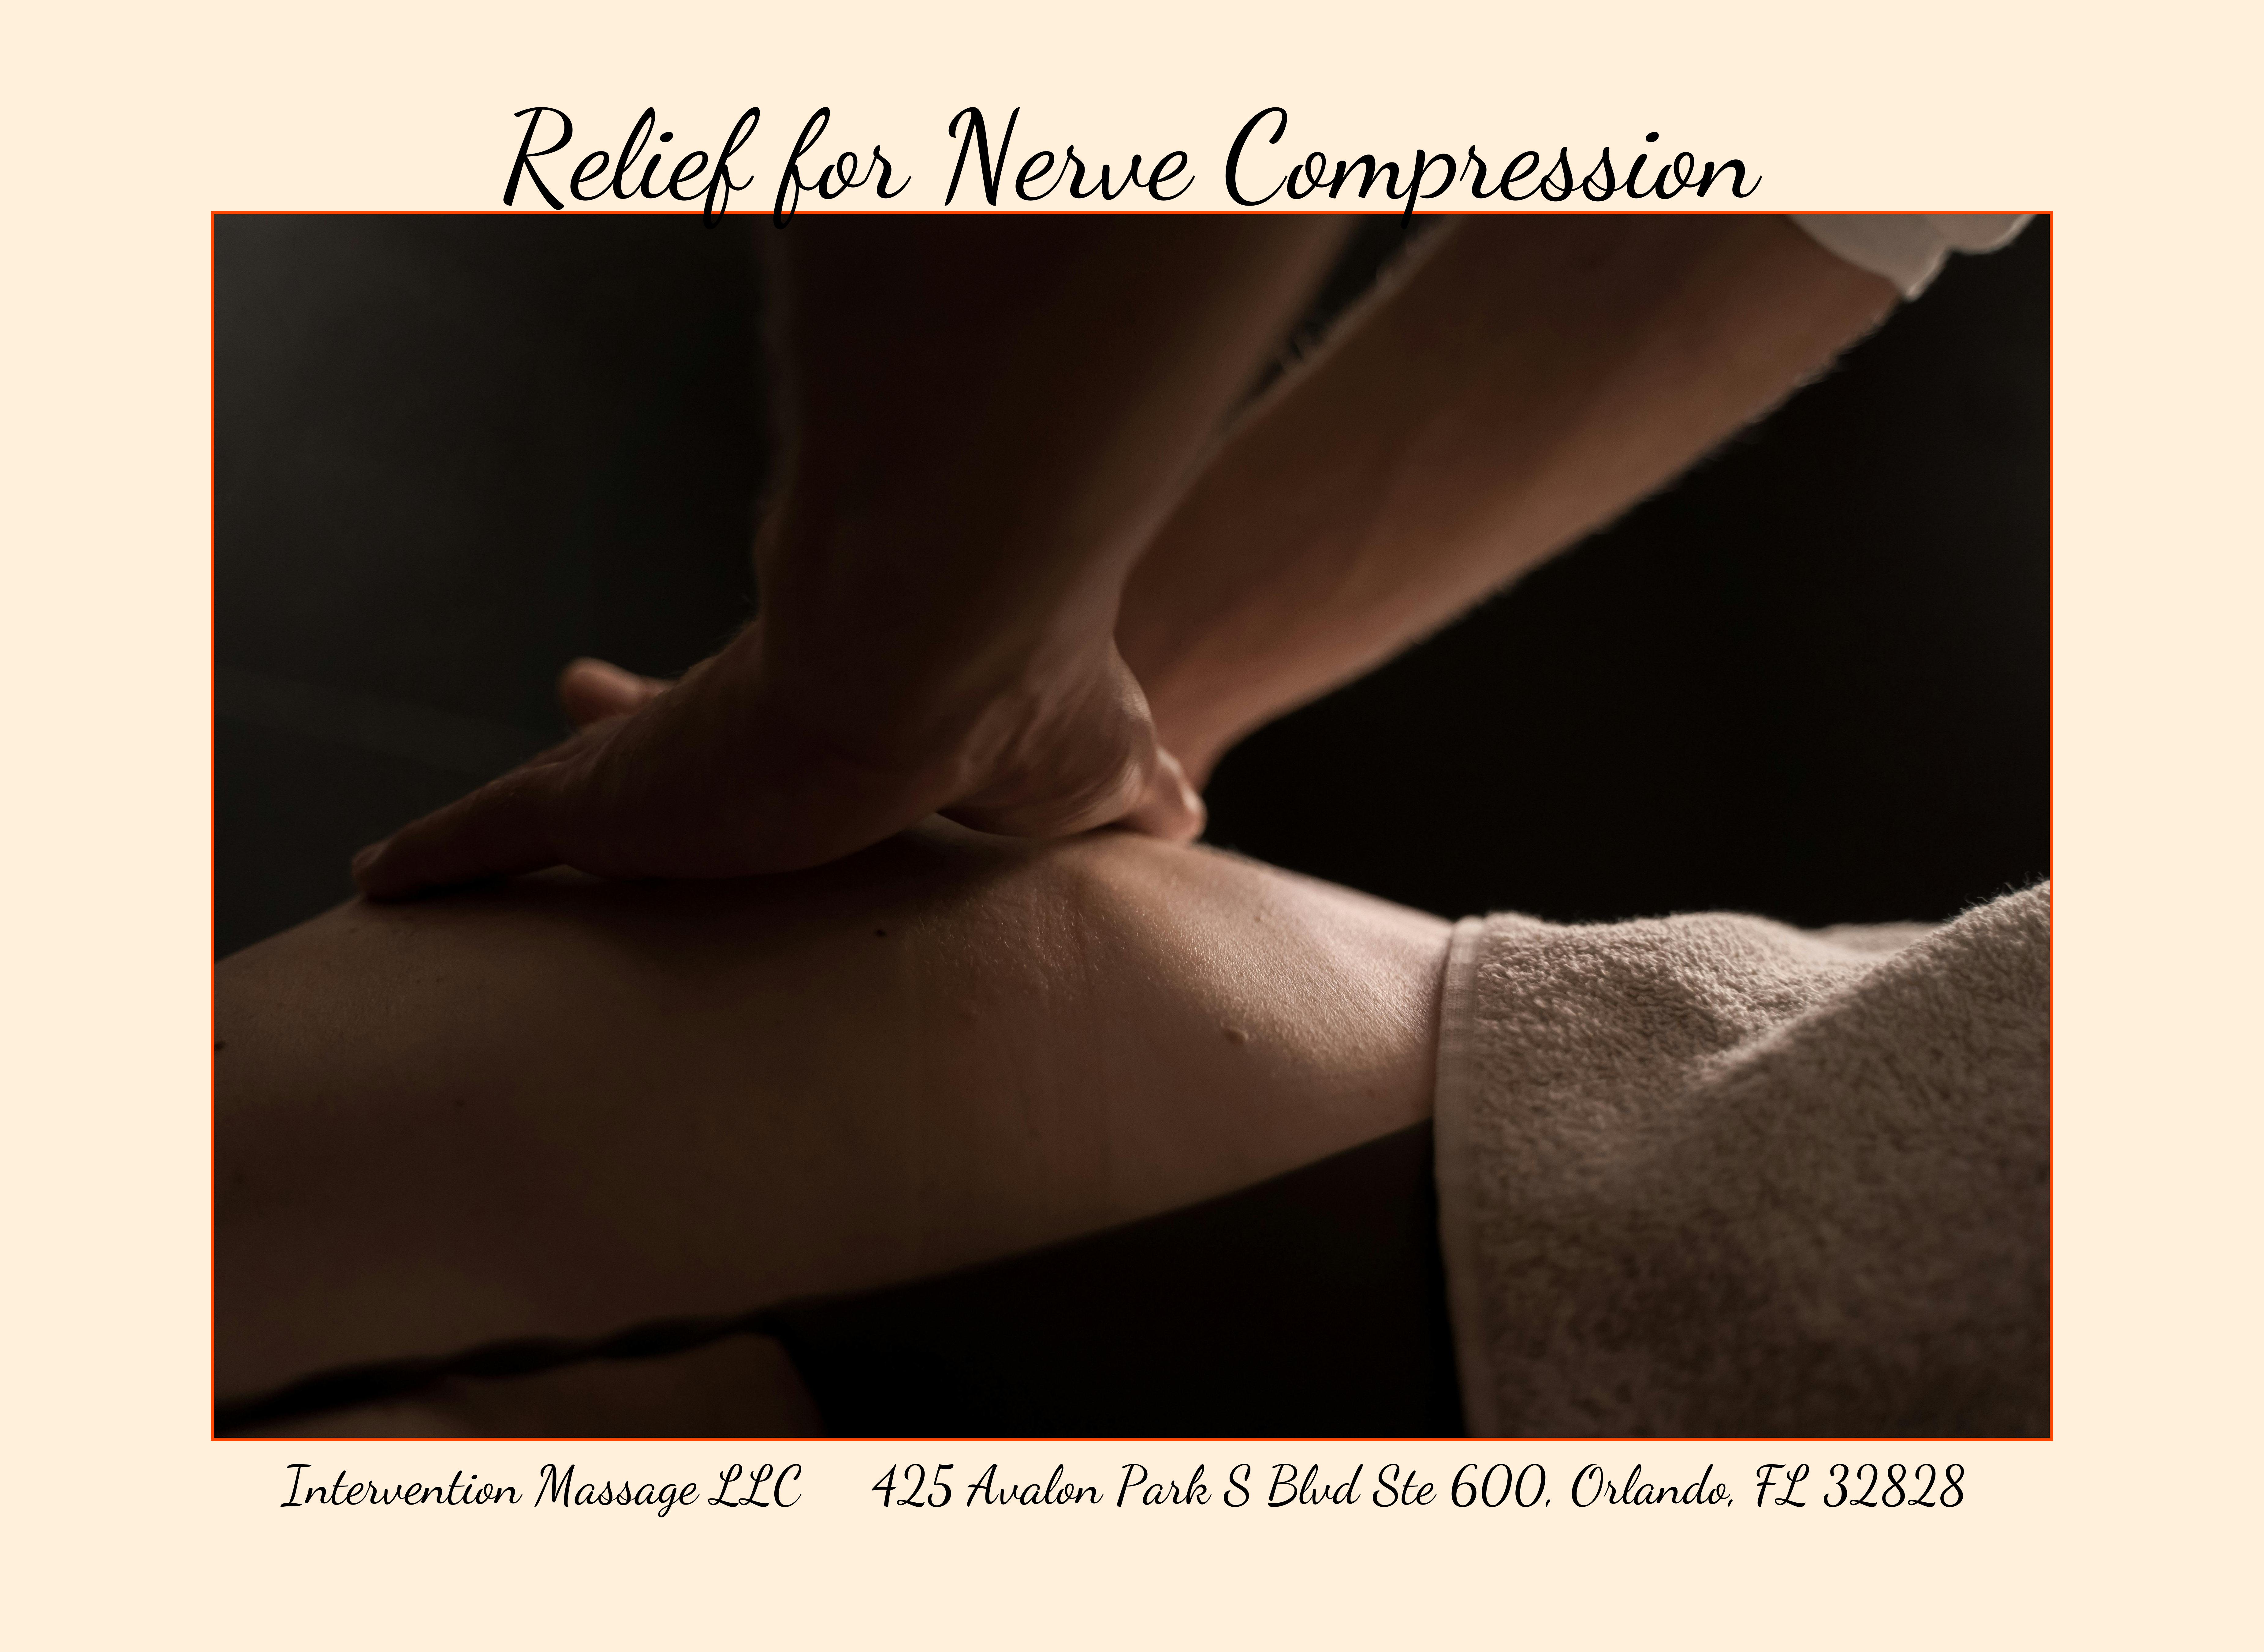 Relief for Nerve Compression
Intervention Massage LLC 425 Avalon Park S Blvd Ste 600, Orlando, FL 32828